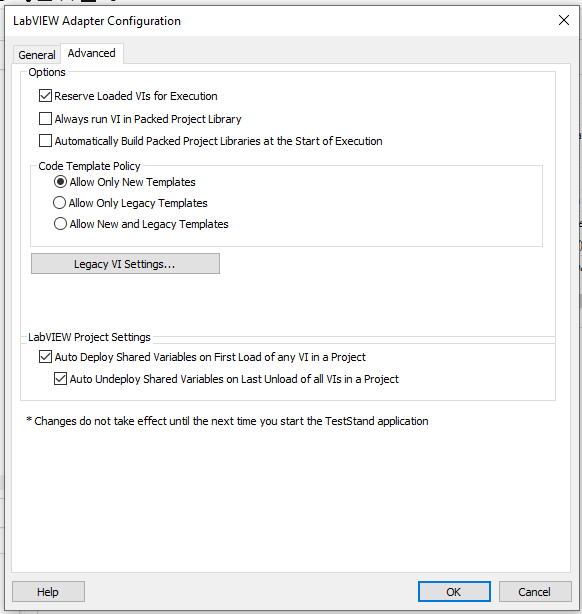 LabVIEW Adapter Configuration
General
Advanced
Options
Reserve Loaded VIs for Execution
Always run VI in Packed Project Library
Automatically Build Packed Project Libraries at the Start of Execution
Code Template Policy
Allow Only New Templates
Allow Only Legacy Templates
Allow New and Legacy Templates
Legacy VI Settings...
LabVIEW Project Settings
Auto Deploy Shared Variables on First Load of any VI in a Project
Auto Undeploy Shared Variables on Last Unload of all VIs in a Project
* Changes do not take effect until the next time you start the TestStand application
Help
OK
Cancel